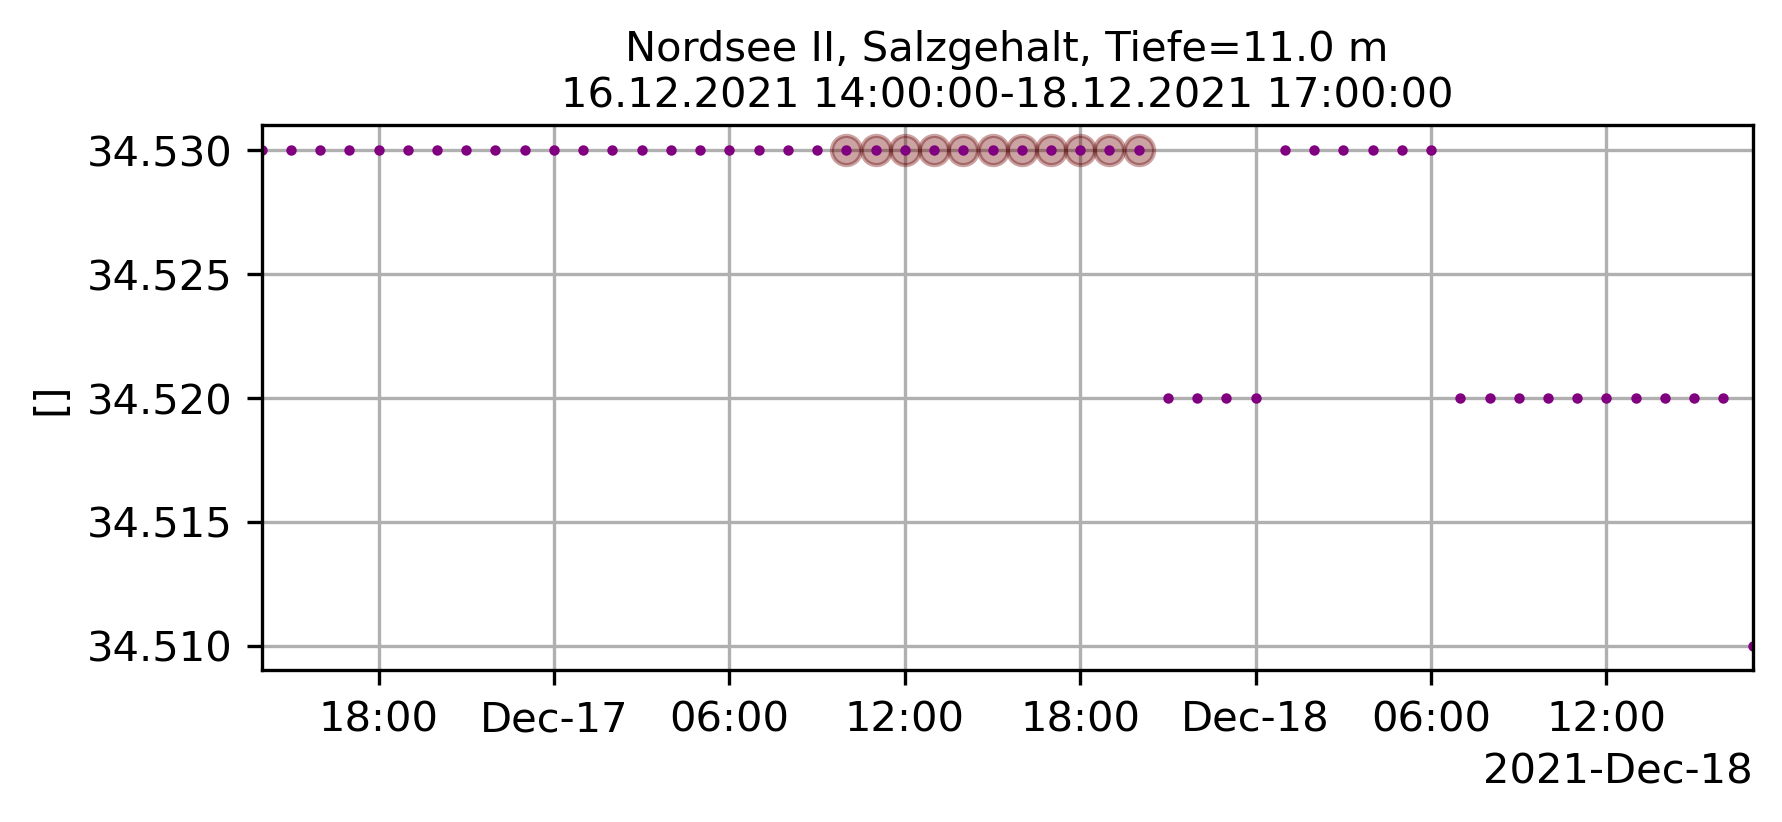 Nordsee II, Salzgehalt, Tiefe=11.0 m
16.12.2021 14:00:00-18.12.2021 17:00:00
34.530
34.525
34.520
34.515
34.510
[]
18:00 Dec-17 06:00 12:00 18:00 Dec-18 06:00 12:00
2021-Dec-18